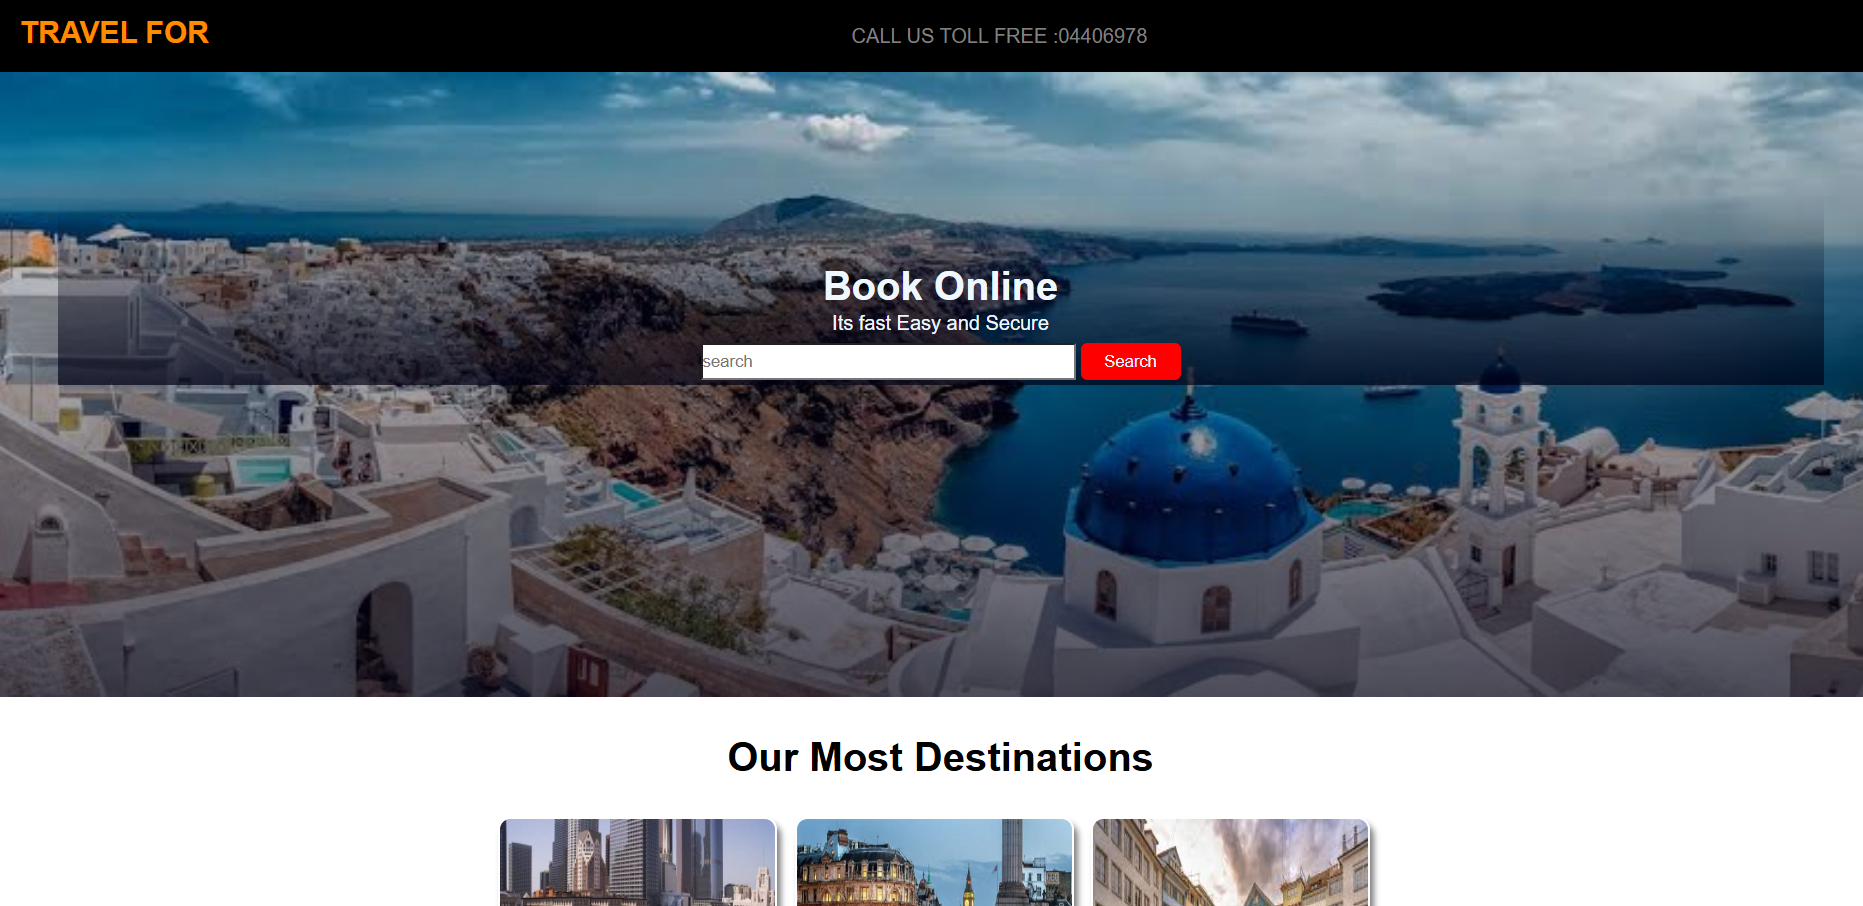 TRAVEL FOR
CALL US TOLL FREE :04406978
Book Online
Its fast Easy and Secure
search
Search
Our Most Destinations